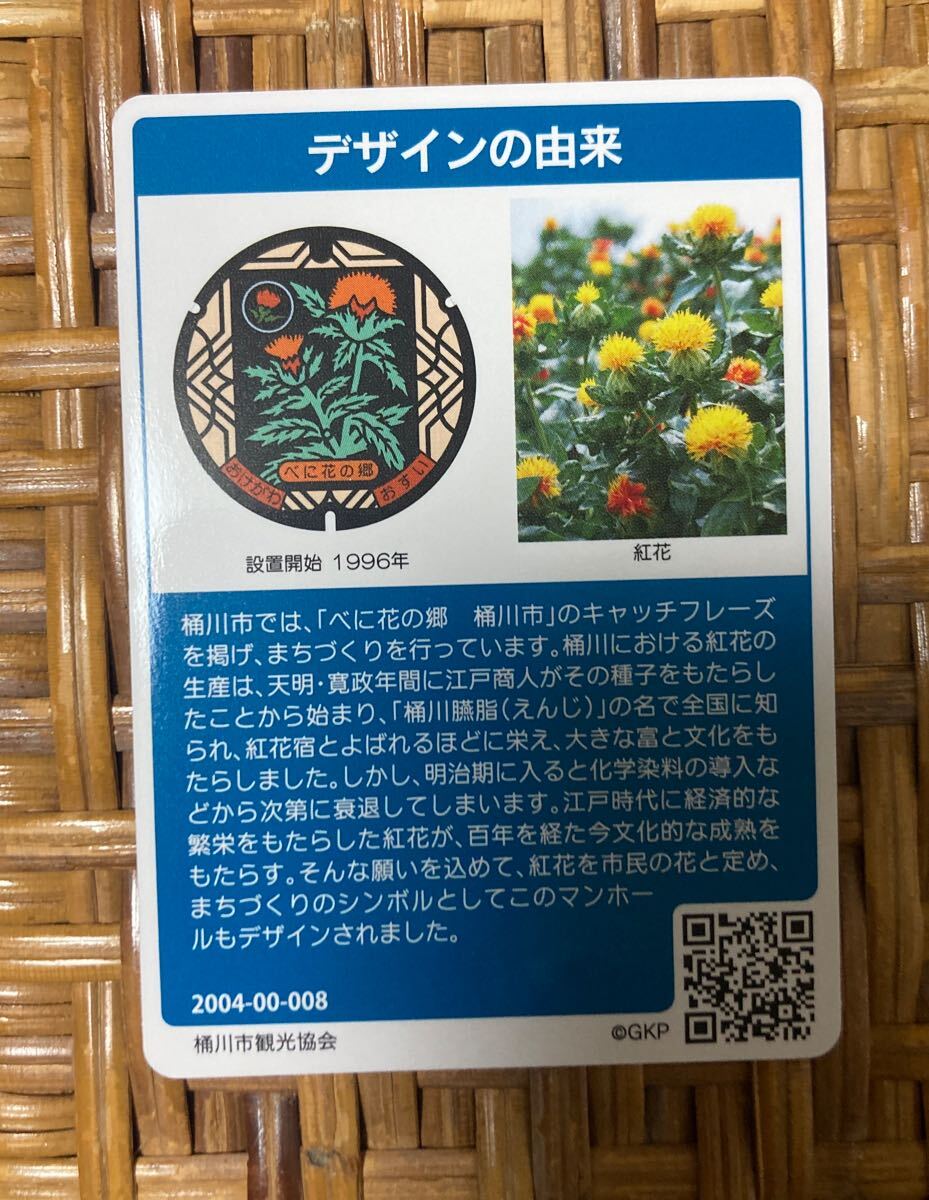 デザインの由来
べに花の郷
おけがわ
おすい
設置開始 1996年
紅花
桶川市では、「べに花の郷　桶川市」のキャッチフレーズ
を掲げ、まちづくりを行っています。桶川における紅花の
生産は、天明・寛政年間に江戸商人がその種子をもたらし
たことから始まり、「桶川臙脂(えんじ)」の名で全国に知
られ、紅花宿とよばれるほどに栄え、大きな富と文化をも
たらしました。しかし、明治期に入ると化学染料の導入な
どから次第に衰退してしまいます。江戸時代に経済的な
繁栄をもたらした紅花が、百年を経た今文化的な成熟を
もたらす。そんな願いを込めて、紅花を市民の花と定め、
まちづくりのシンボルとしてこのマンホー
ルもデザインされました。
2004-00-008
桶川市観光協会
©GKP